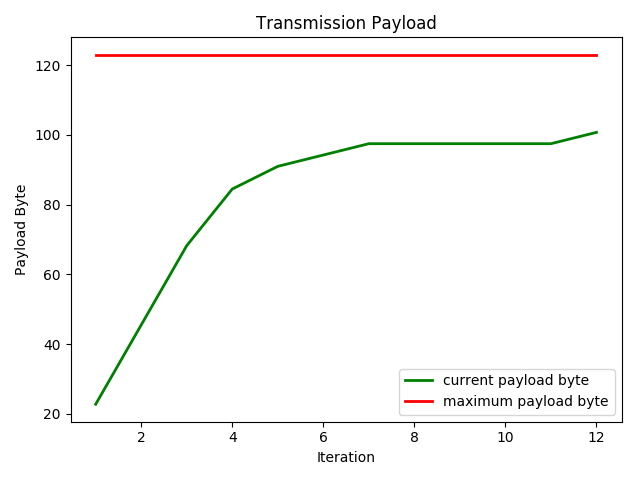 Transmission Payload
120
100
80
60
40
20
Payload Byte
2
4
6
8
10
12
Iteration
current payload byte
maximum payload byte